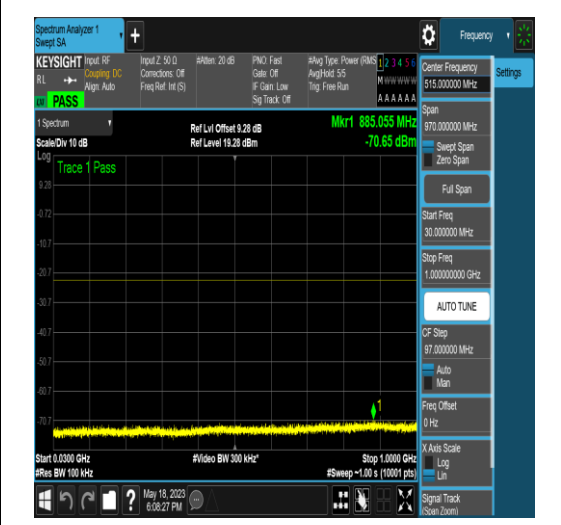 Spectrum Analyzer 1
Swept SA
Frequency
KEYSIGHT
RL
PASS
Input: RF
Coupling: DC
Align: Auto
Input Z: 50 Ω
Corrections: Off
Freq Ref: Int (S)
#Atten: 20 dB
PNO: Fast
Gate: Off
IF Gain: Low
Sig Track: Off
#Avg Type: Power (RMS
Avg|Hold: 5/5
Trig: Free Run
1 2 3 4 5 6
M W W W W W
A A A A A A
1 Spectrum
Scale/Div 10 dB
Ref Lvl Offset 9.28 dB
Ref Level 19.28 dBm
Mkr1 885.055 MHz
-70.65 dBm
Log
Trace 1 Pass
9.28
-0.72
-10.7
-20.7
-30.7
-40.7
-50.7
-60.7
-70.7
1
Start 0.0300 GHz
#Res BW 100 kHz
#Video BW 300 kHz*
Stop 1.0000 GHz
#Sweep ~1.00 s (10001 pts)
May 18, 2023
6:08:27 PM
?
Center Frequency
515.000000 MHz
Settings
Span
970.000000 MHz
Swept Span
Zero Span
Full Span
Start Freq
30.000000 MHz
Stop Freq
1.000000000 GHz
AUTO TUNE
CF Step
97.000000 MHz
Auto
Man
Freq Offset
0 Hz
X Axis Scale
Log
Lin
Signal Track
(Span Zoom)